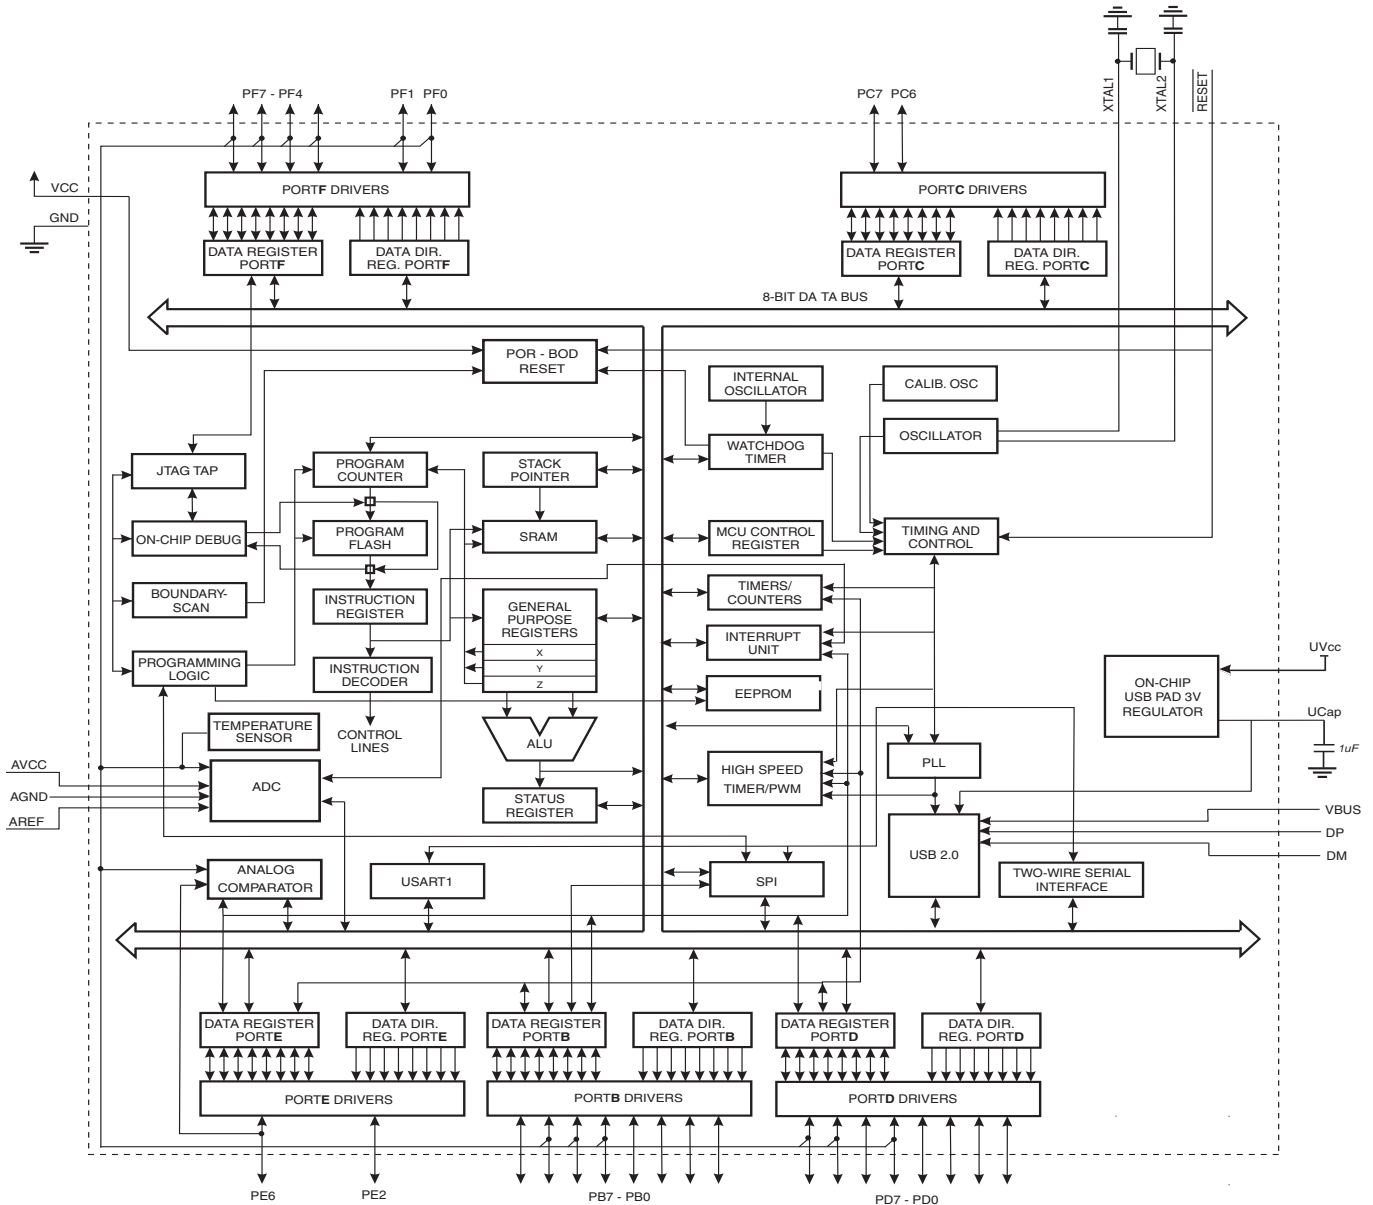 XTAL1
XTAL2
RESET
PF7 - PF4
PF1
PF0
PC7
PC6
VCC
GND
PORTF DRIVERS
PORTC DRIVERS
DATA REGISTER
PORTF
DATA DIR.
REG. PORTF
DATA REGISTER
PORTC
DATA DIR.
REG. PORTC
8-BIT DA TA BUS
POR - BOD
RESET
INTERNAL
OSCILLATOR
CALIB. OSC
WATCHDOG
TIMER
OSCILLATOR
JTAG TAP
PROGRAM
COUNTER
STACK
POINTER
ON-CHIP DEBUG
PROGRAM
FLASH
SRAM
MCU CONTROL
REGISTER
TIMING AND
CONTROL
BOUNDARY-
SCAN
INSTRUCTION
REGISTER
GENERAL
PURPOSE
REGISTERS
X
Y
Z
TIMERS/
COUNTERS
INTERRUPT
UNIT
PROGRAMMING
LOGIC
INSTRUCTION
DECODER
EEPROM
ON-CHIP
USB PAD 3V
REGULATOR
UVcc
UCap
1uF
TEMPERATURE
SENSOR
CONTROL
LINES
ALU
PLL
AVCC
AGND
AREF
ADC
STATUS
REGISTER
HIGH SPEED
TIMER/PWM
VBUS
DP
DM
USB 2.0
ANALOG
COMPARATOR
USART1
SPI
TWO-WIRE SERIAL
INTERFACE
DATA REGISTER
PORTE
DATA DIR.
REG. PORTE
DATA REGISTER
PORTB
DATA DIR.
REG. PORTB
DATA REGISTER
PORTD
DATA DIR.
REG. PORTD
PORTE DRIVERS
PORTB DRIVERS
PORTD DRIVERS
PE6
PE2
PB7 - PB0
PD7 - PD0